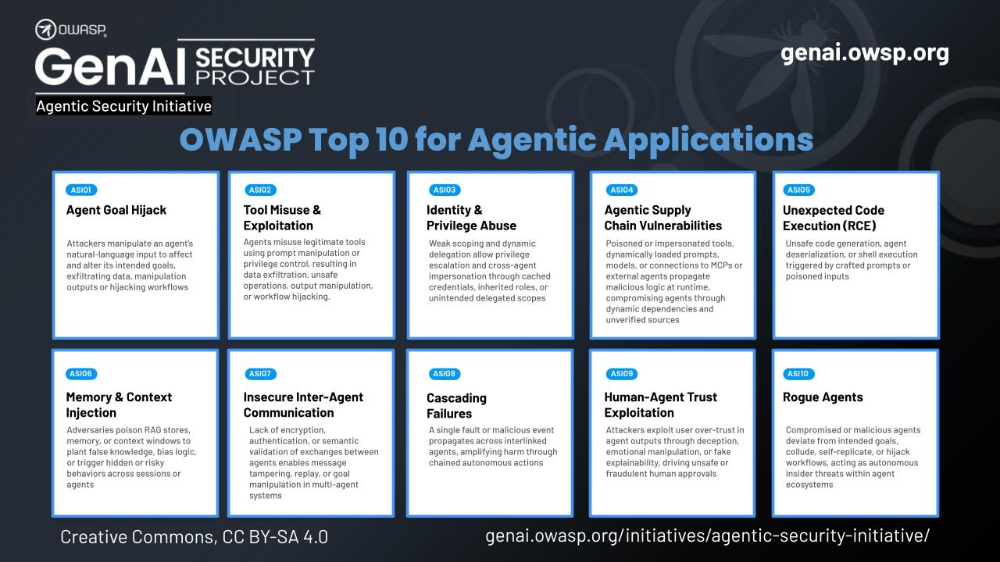 OWASP
GenAI SECURITY PROJECT
Agentic Security Initiative
genai.owsp.org
OWASP Top 10 for Agentic Applications
ASI01
Agent Goal Hijack
Attackers manipulate an agent's
natural-language input to affect
and alter its intended goals,
exfiltrating data, manipulation
outputs or hijacking workflows
ASI02
Tool Misuse &
Exploitation
Agents misuse legitimate tools
using prompt manipulation or
privilege control, resulting in
data exfiltration, unsafe
operations, output manipulation,
or workflow hijacking.
ASI03
Identity &
Privilege Abuse
Weak scoping and dynamic
delegation allow privilege
escalation and cross-agent
impersonation through cached
credentials, inherited roles, or
unintended delegated scopes
ASI04
Agentic Supply
Chain Vulnerabilities
Poisoned or impersonated tools,
dynamically loaded prompts,
models, or connections to MCPs or
external agents propagate
malicious logic at runtime,
compromising agents through
dynamic dependencies and
unverified sources
ASI05
Unexpected Code
Execution (RCE)
Unsafe code generation, agent
deserialization, or shell execution
triggered by crafted prompts or
poisoned inputs
ASI06
Memory & Context
Injection
Adversaries poison RAG stores,
memory, or context windows to
plant false knowledge, bias logic,
or trigger hidden or risky
behaviors across sessions or
agents
ASI07
Insecure Inter-Agent
Communication
Lack of encryption,
authentication, or semantic
validation of exchanges between
agents enables message
tampering, replay, or goal
manipulation in multi-agent
systems
ASI08
Cascading
Failures
A single fault or malicious event
propagates across interlinked
agents, amplifying harm through
chained autonomous actions
ASI09
Human-Agent Trust
Exploitation
Attackers exploit user over-trust in
agent outputs through deception,
emotional manipulation, or fake
explainability, driving unsafe or
fraudulent human approvals
ASI10
Rogue Agents
Compromised or malicious agents
deviate from intended goals,
collude, self-replicate, or hijack
workflows, acting as autonomous
insider threats within agent
ecosystems
Creative Commons, CC BY-SA 4.0
genai.owasp.org/initiatives/agentic-security-initiative/